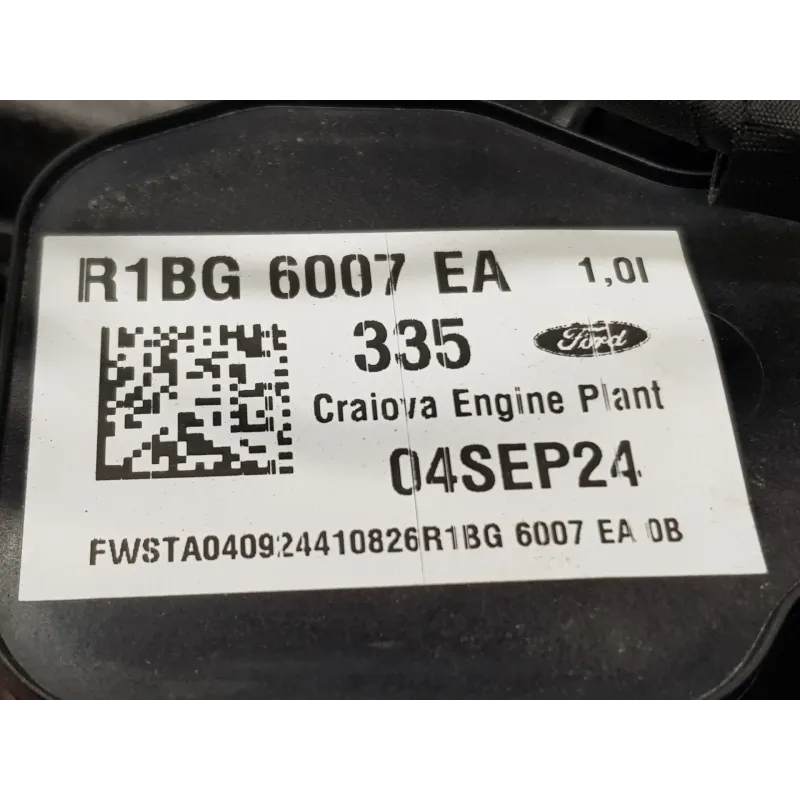 R1BG 6007 EA 1,0l
335 Ford
Craiova Engine Plant
04SEP24
FWSTA040924410826R1BG 6007 EA 0B